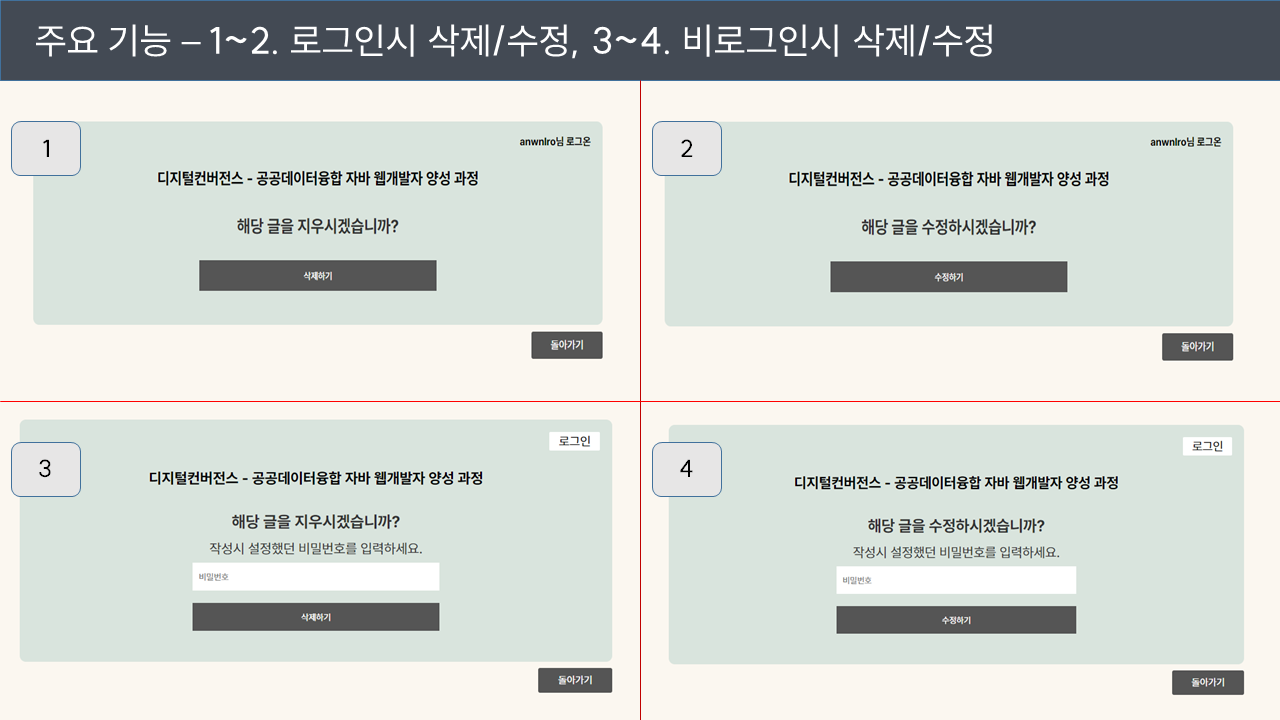 주요 기능 – 1~2. 로그인시 삭제/수정, 3~4. 비로그인시 삭제/수정
1
anwnlro님 로그온
디지털컨버전스 - 공공데이터융합 자바 웹개발자 양성 과정
해당 글을 지우시겠습니까?
삭제하기
돌아가기
2
anwnlro님 로그온
디지털컨버전스 - 공공데이터융합 자바 웹개발자 양성 과정
해당 글을 수정하시겠습니까?
수정하기
돌아가기
3
로그인
디지털컨버전스 - 공공데이터융합 자바 웹개발자 양성 과정
해당 글을 지우시겠습니까?
작성시 설정했던 비밀번호를 입력하세요.
비밀번호
삭제하기
돌아가기
4
로그인
디지털컨버전스 - 공공데이터융합 자바 웹개발자 양성 과정
해당 글을 수정하시겠습니까?
작성시 설정했던 비밀번호를 입력하세요.
비밀번호
수정하기
돌아가기